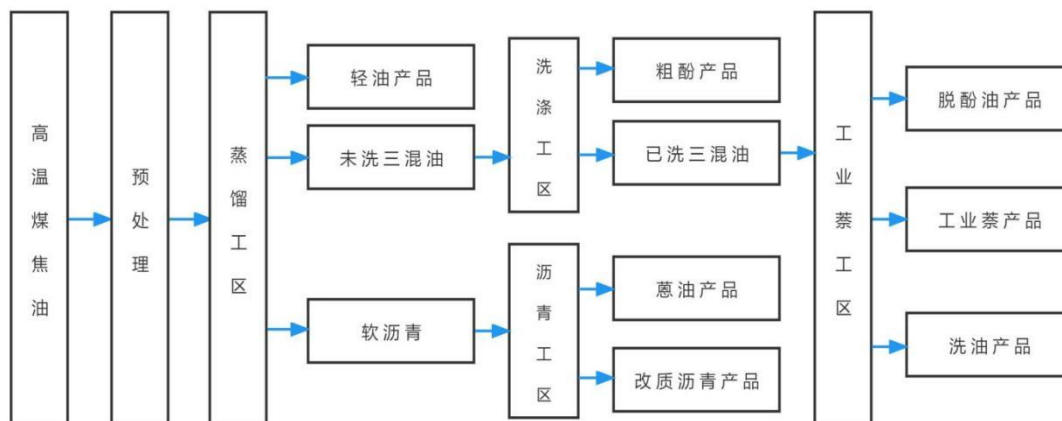 高温煤焦油
预处理
蒸馏工区
轻油产品
未洗三混油
软沥青
洗涤工区
沥青工区
粗酚产品
已洗三混油
蒽油产品
改质沥青产品
工业萘工区
脱酚油产品
工业萘产品
洗油产品